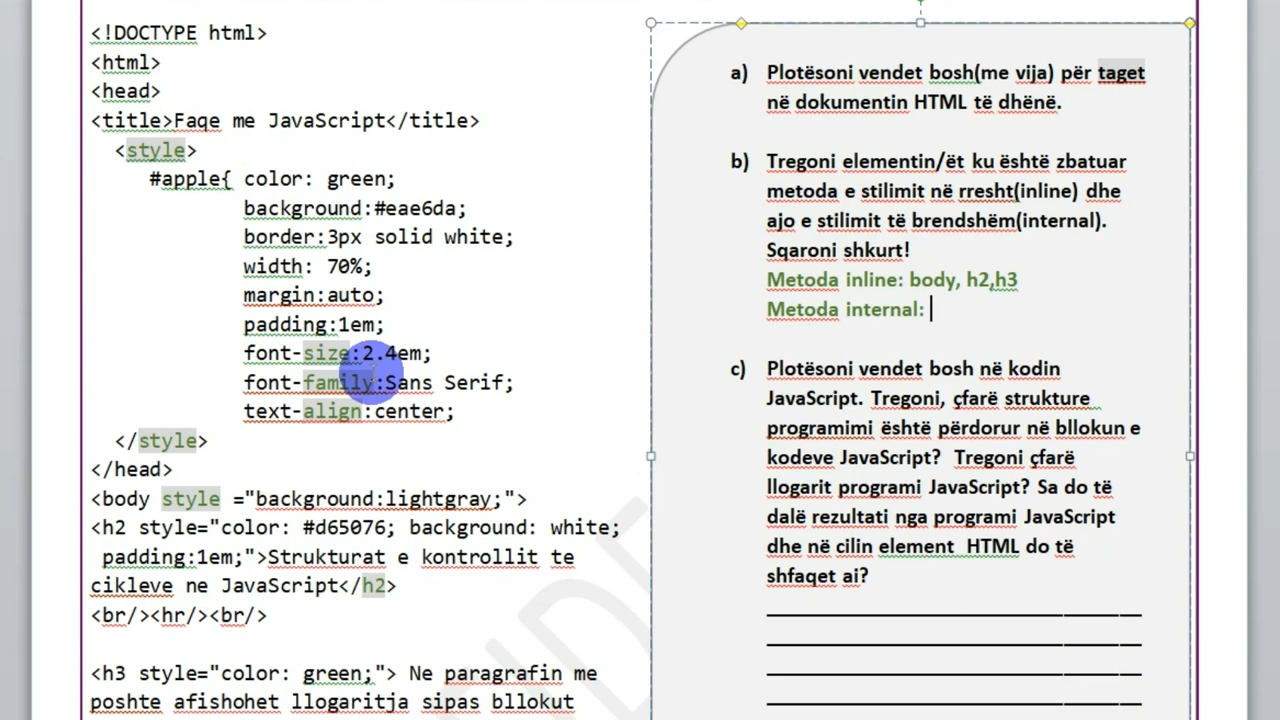 <!DOCTYPE html>
<html>
<head>
<title>Faqe me JavaScript</title>
<style>
#apple{ color: green;
background:#eae6da;
border:3px solid white;
width: 70%;
margin:auto;
padding:1em;
font-size:2.4em;
font-family:Sans Serif;
text-align:center;
</style>
</head>
<body style ="background:lightgray;">
<h2 style="color: #d65076; background: white;
padding:1em;">Strukturat e kontrollit te
cikleve ne JavaScript</h2>
<br/><hr/><br/>
<h3 style="color: green;"> Ne paragrafin me
poshte afishohet llogaritja sipas bllokut
a) Plotësoni vendet bosh(me vija) për taget
në dokumentin HTML të dhënë.
b) Tregoni elementin/ët ku është zbatuar
metoda e stilimit në rresht(inline) dhe
ajo e stilimit të brendshëm(internal).
Sqaroni shkurt!
Metoda inline: body, h2,h3
Metoda internal:
c) Plotësoni vendet bosh në kodin
JavaScript. Tregoni, çfarë strukture
programimi është përdorur në bllokun e
kodeve JavaScript? Tregoni çfarë
llogarit programi JavaScript? Sa do të
dalë rezultati nga programi JavaScript
dhe në cilin element HTML do të
shfaqet ai?